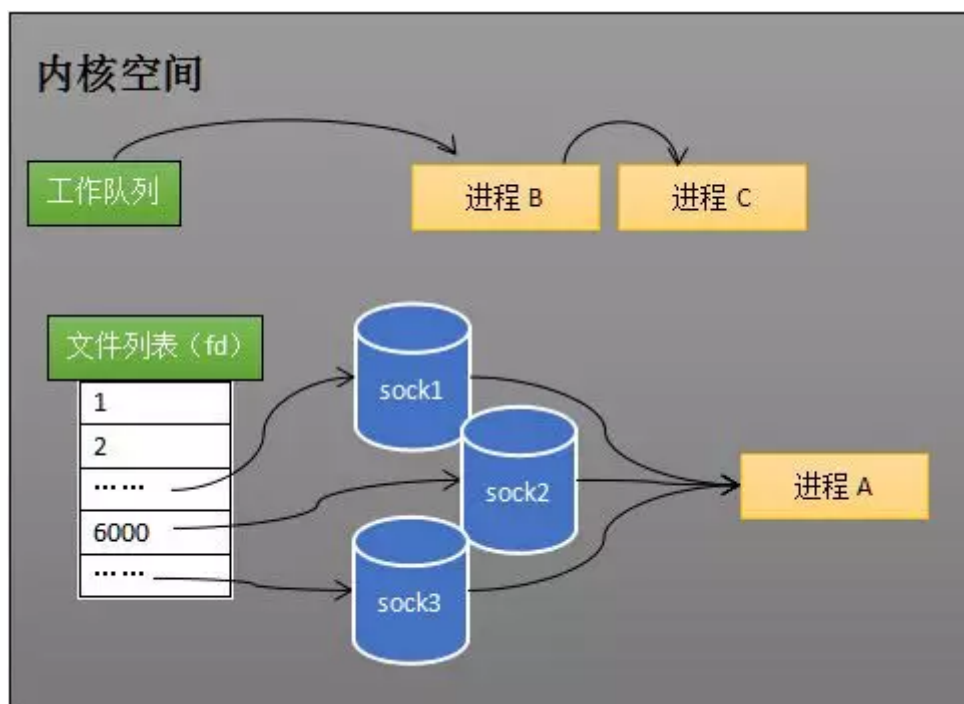 内核空间
工作队列
进程 B
进程 C
文件列表（fd）
1
2
……
6000
……
sock1
sock2
sock3
进程 A